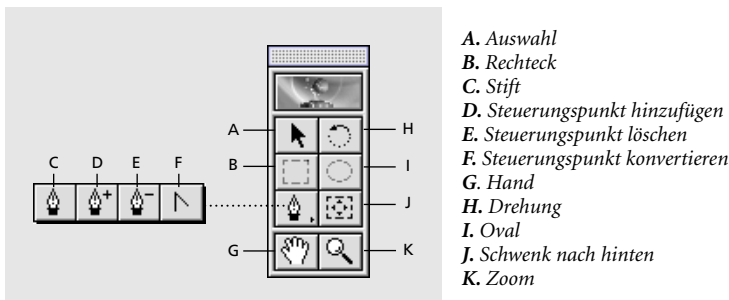 A
B
C D E F
G
H
I
J
K
A. Auswahl
B. Rechteck
C. Stift
D. Steuerungspunkt hinzufügen
E. Steuerungspunkt löschen
F. Steuerungspunkt konvertieren
G. Hand
H. Drehung
I. Oval
J. Schwenk nach hinten
K. Zoom